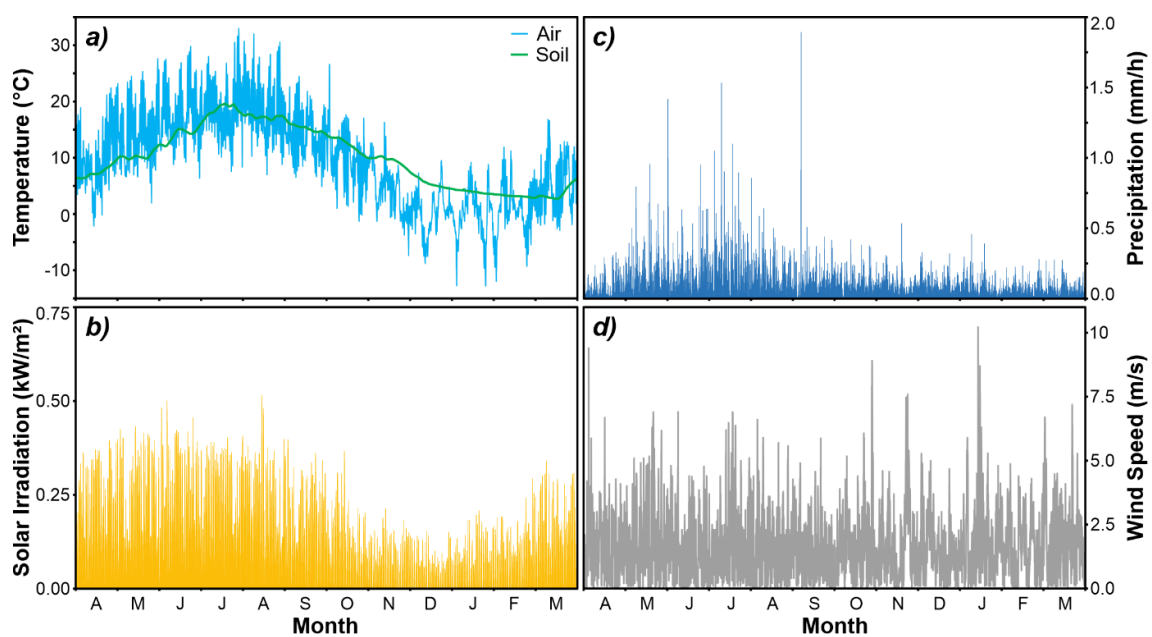 a)
Air
Soil
30
20
10
0
-10
Temperature (°C)
c)
2.0
1.5
1.0
0.5
0.0
Precipitation (mm/h)
b)
0.75
0.50
0.25
0.00
Solar Irradiation (kW/m²)
A M J J A S O N D J F M
Month
d)
10
7.5
5.0
2.5
0.0
Wind Speed (m/s)
A M J J A S O N D J F M
Month